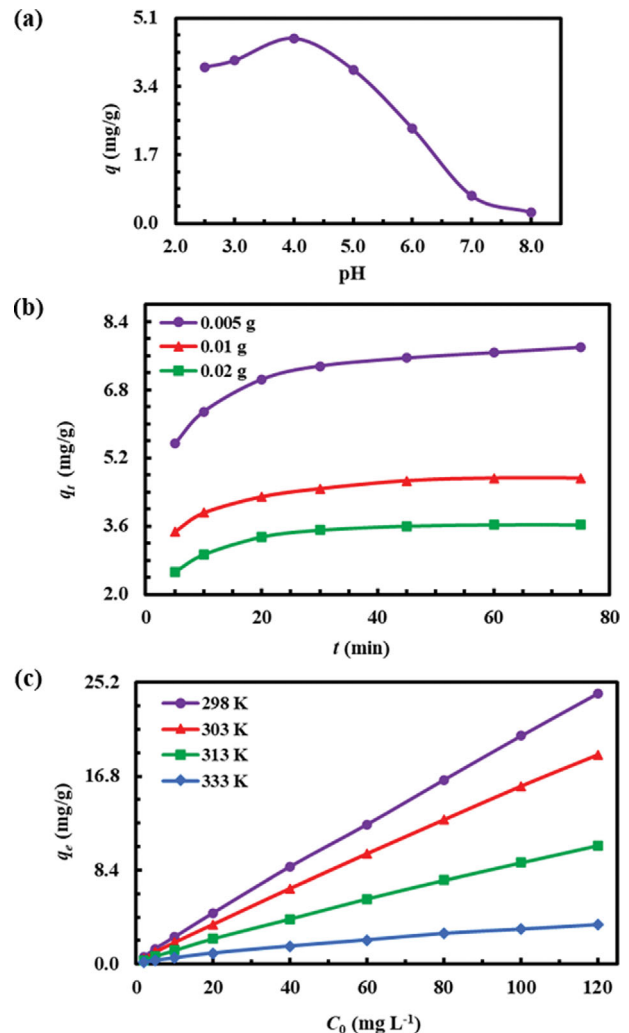 (a)
5.1
3.4
1.7
0.0
q (mg/g)
2.0 3.0 4.0 5.0 6.0 7.0 8.0
pH
(b)
8.4
6.8
5.2
3.6
2.0
qt (mg/g)
0.005 g
0.01 g
0.02 g
0 20 40 60 80
t (min)
(c)
25.2
16.8
8.4
0.0
qe (mg/g)
298 K
303 K
313 K
333 K
0 20 40 60 80 100 120
C0 (mg L-1)